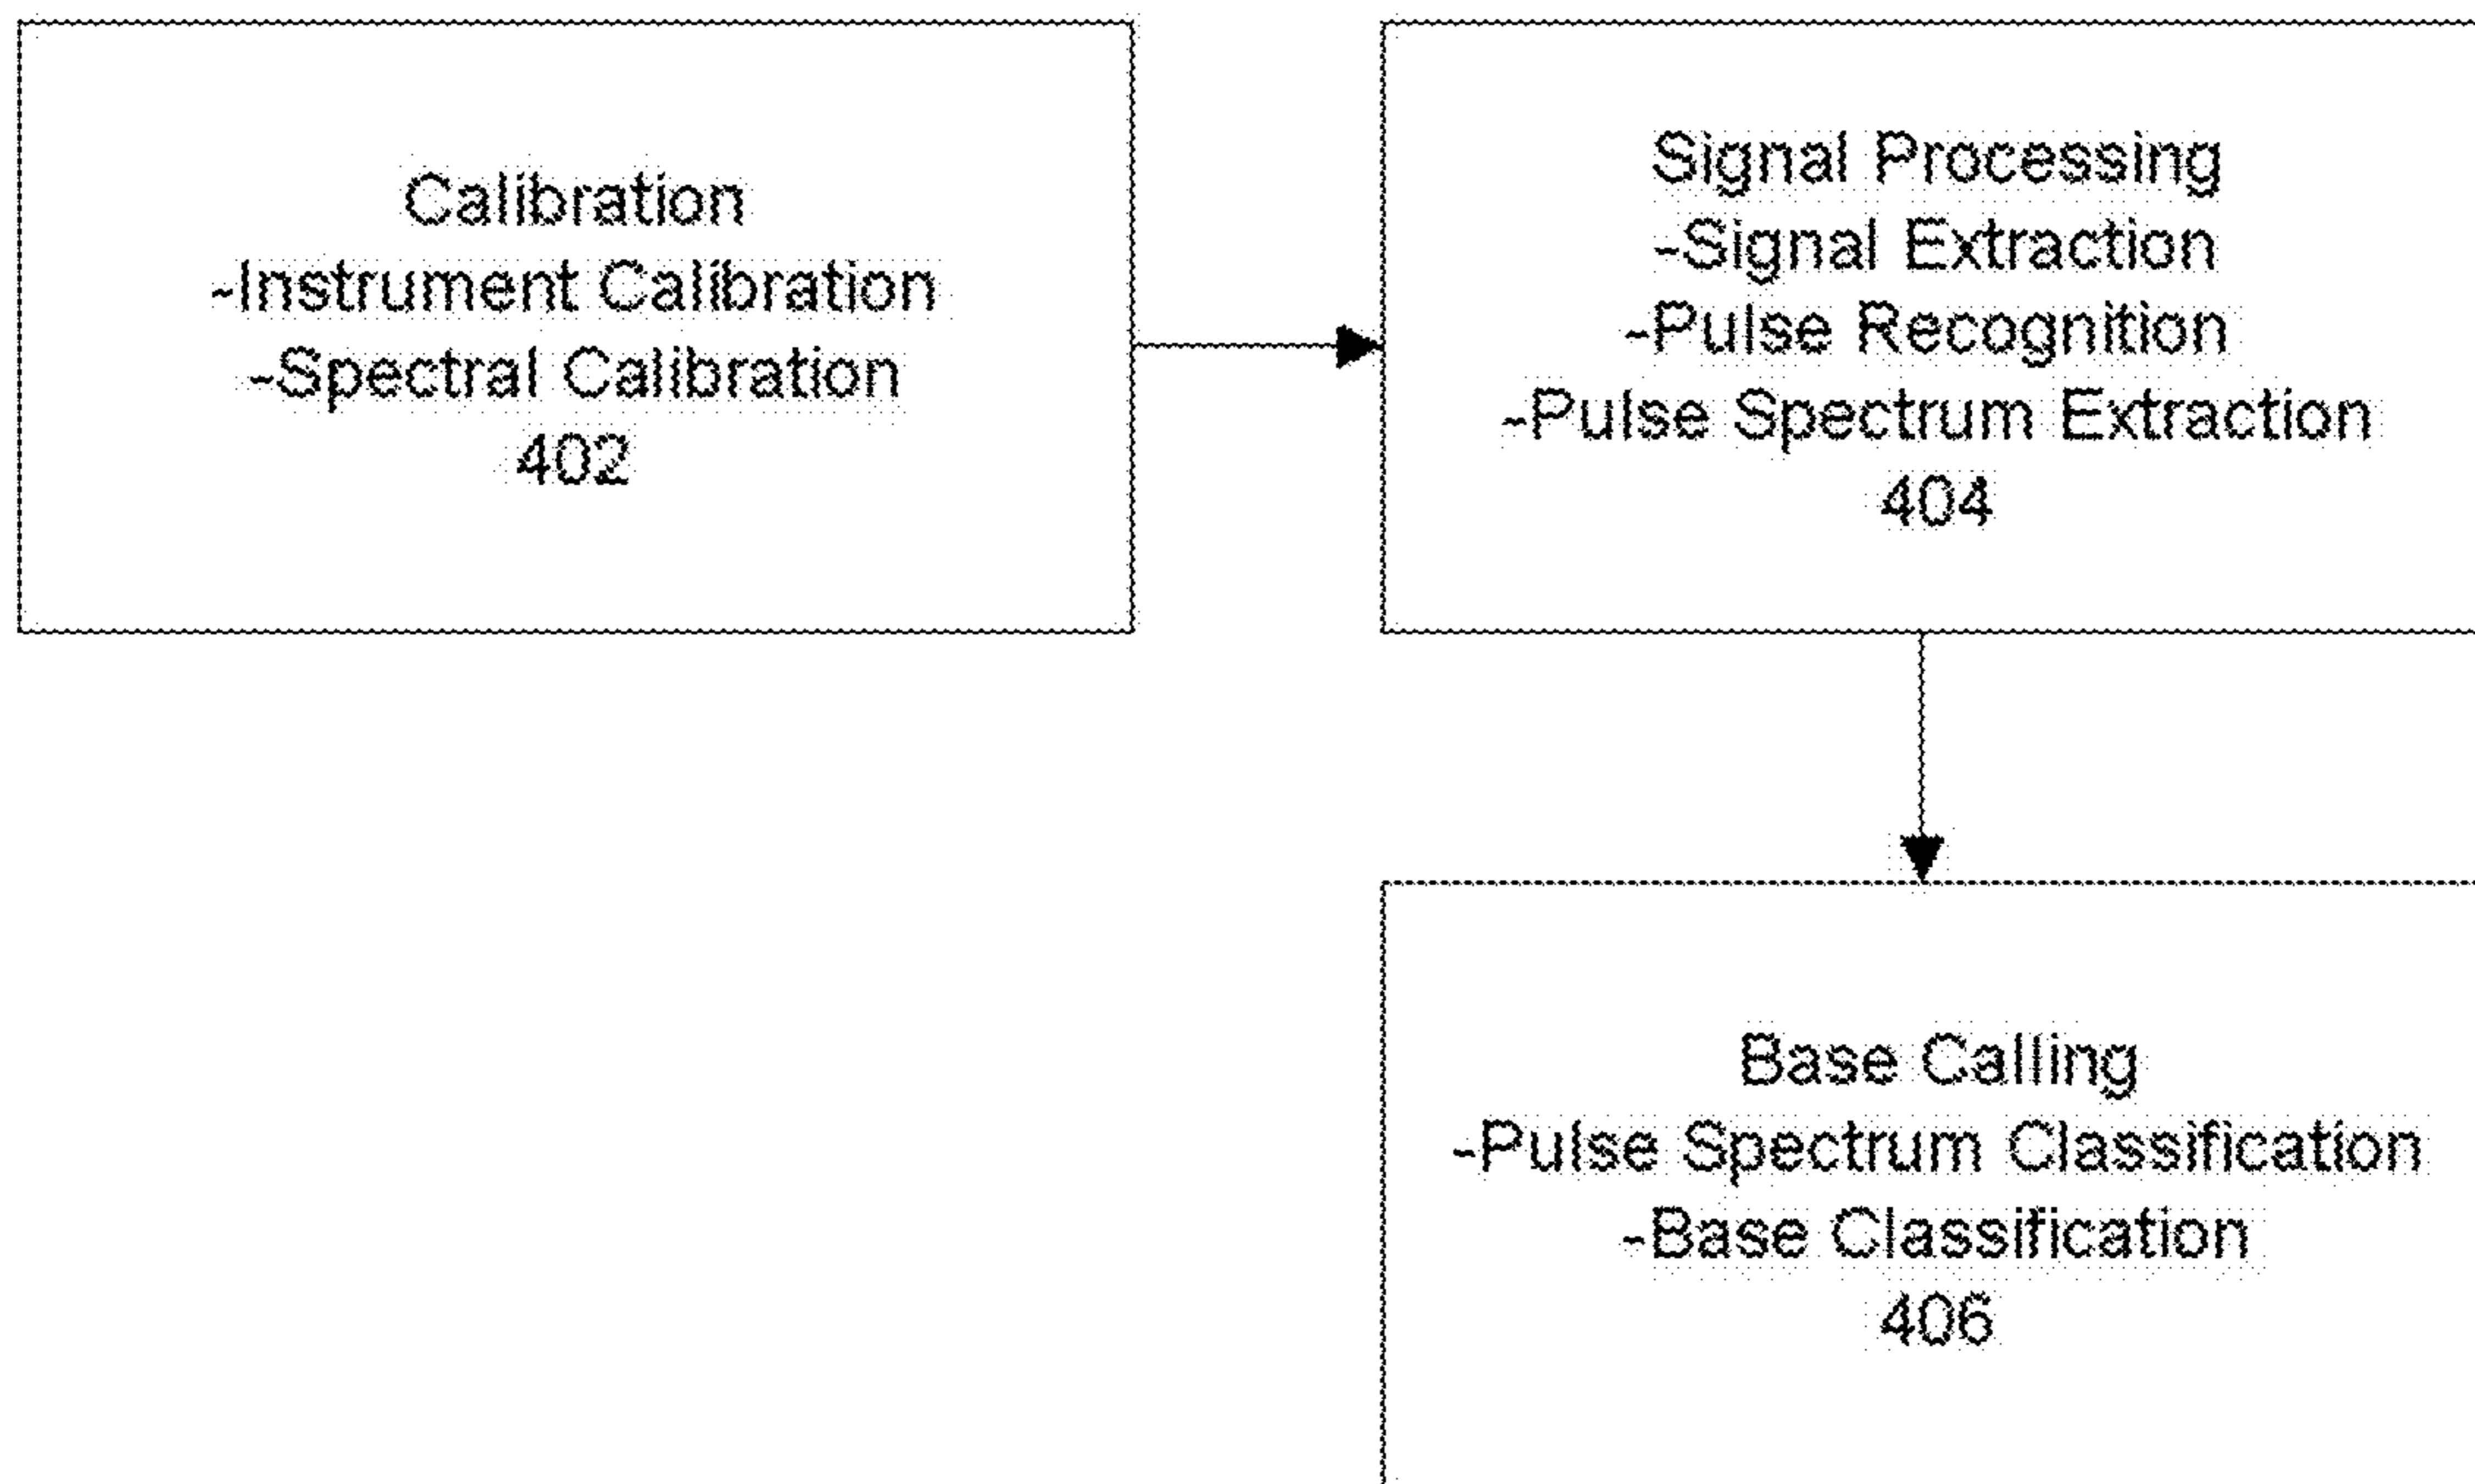 Calibration
-Instrument Calibration
-Spectral Calibration
402
Signal Processing
-Signal Extraction
-Pulse Recognition
-Pulse Spectrum Extraction
404
Base Calling
-Pulse Spectrum Classification
-Base Classification
406